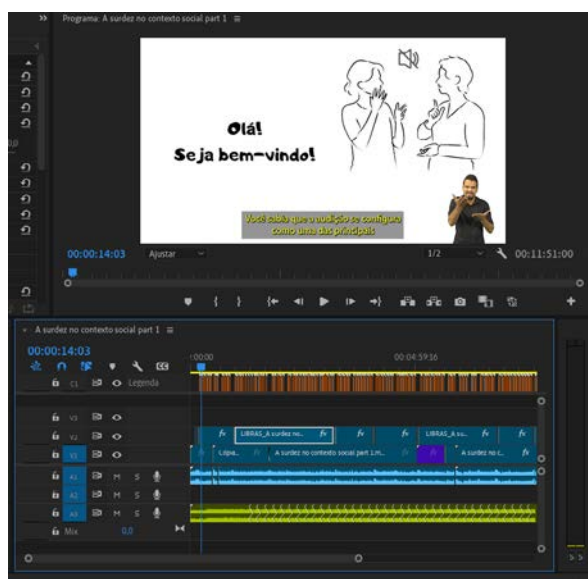 Programa: A surdez no contexto social part 1
Olá!
Seja bem-vindo!
Você sabia que a audição se configura
como uma das principais
00:00:14:03
Ajustar
1/2
00:11:51:00
A surdez no contexto social part 1
00:00:14:03
:00:00
00:04:59:16
C1
Legenda
V3
V2
LIBRAS_A surdez no...
fx
fx
fx
LIBRAS_A su...
fx
V1
A surdez no contexto social part 1.m...
A surdez no c...
A1
M
S
A2
M
S
A3
M
S
Mix
0,0